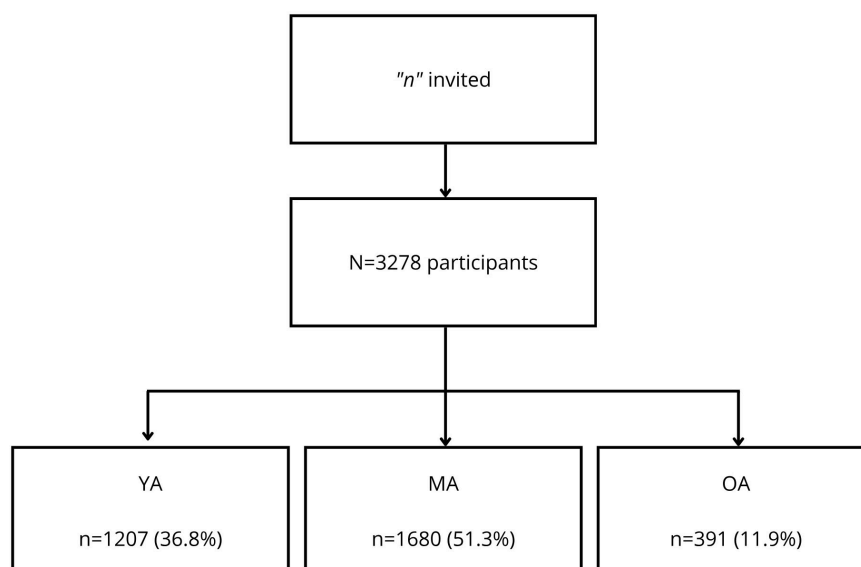 "n" invited
N=3278 participants
YA
n=1207 (36.8%)
MA
n=1680 (51.3%)
OA
n=391 (11.9%)